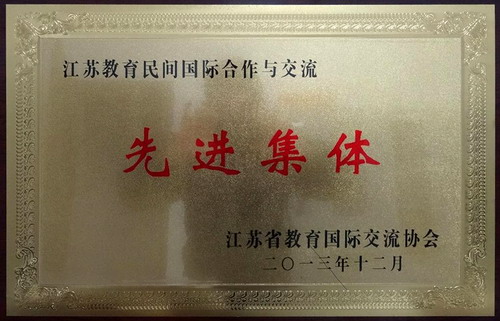 江苏教育民间国际合作与交流
先进集体
江苏省教育国际交流协会
二〇一三年十二月